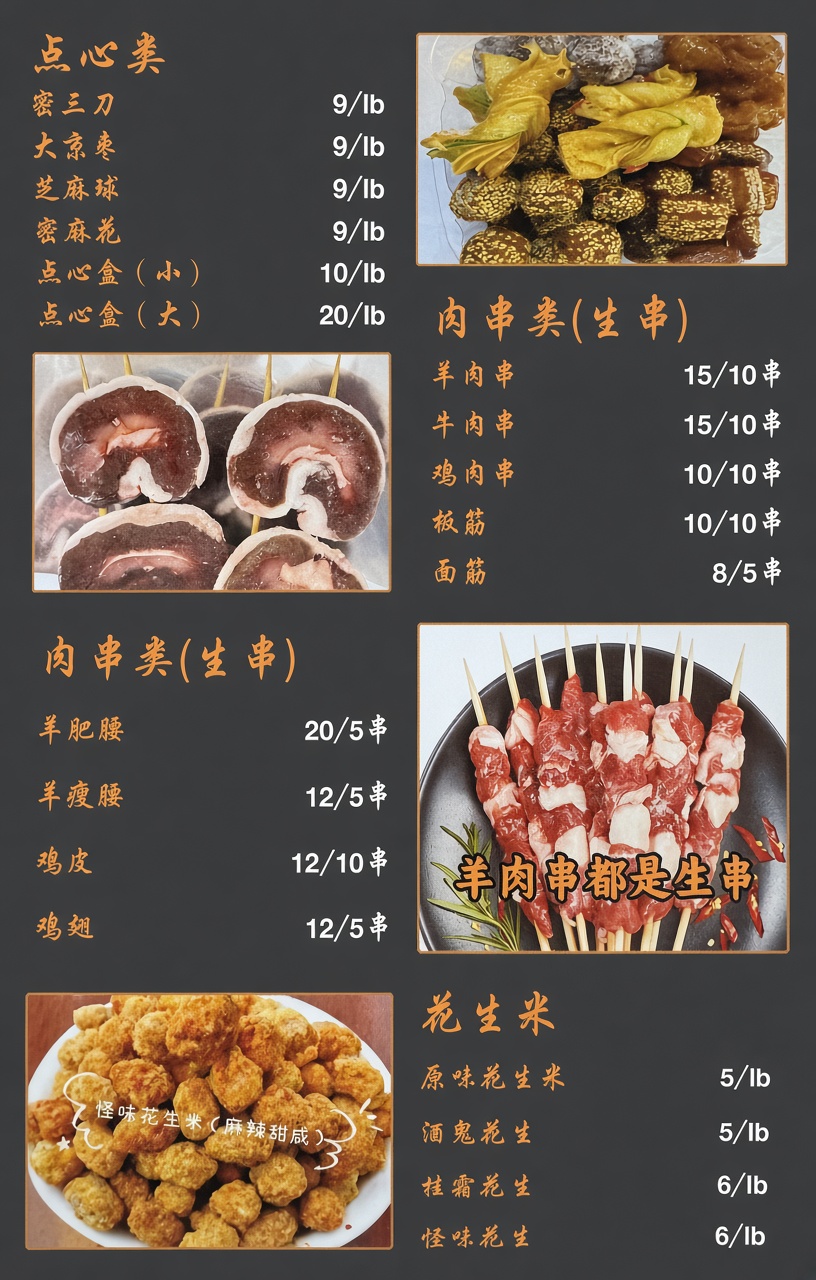 点心类
密三刀 9/lb
大京枣 9/lb
芝麻球 9/lb
密麻花 9/lb
点心盒（小） 10/lb
点心盒（大） 20/lb
肉串类(生串)
羊肉串 15/10串
牛肉串 15/10串
鸡肉串 10/10串
板筋 10/10串
面筋 8/5串
肉串类(生串)
羊肥腰 20/5串
羊瘦腰 12/5串
鸡皮 12/10串
鸡翅 12/5串
羊肉串都是生串
怪味花生米（麻辣甜咸）
花生米
原味花生米 5/lb
酒鬼花生 5/lb
桂霜花生 6/lb
怪味花生 6/lb